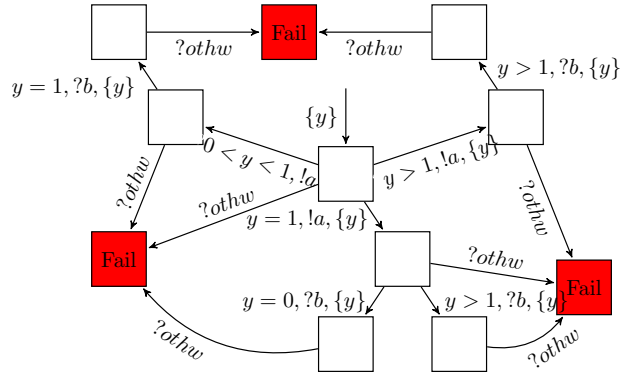 Fail
?othw
?othw
y = 1, ?b, {y}
y > 1, ?b, {y}
{y}
0 < y < 1, !a
y > 1, !a, {y}
?othw
?othw
?othw
y = 1, !a, {y}
Fail
?othw
Fail
y = 0, ?b, {y}
y > 1, ?b, {y}
?othw
?othw